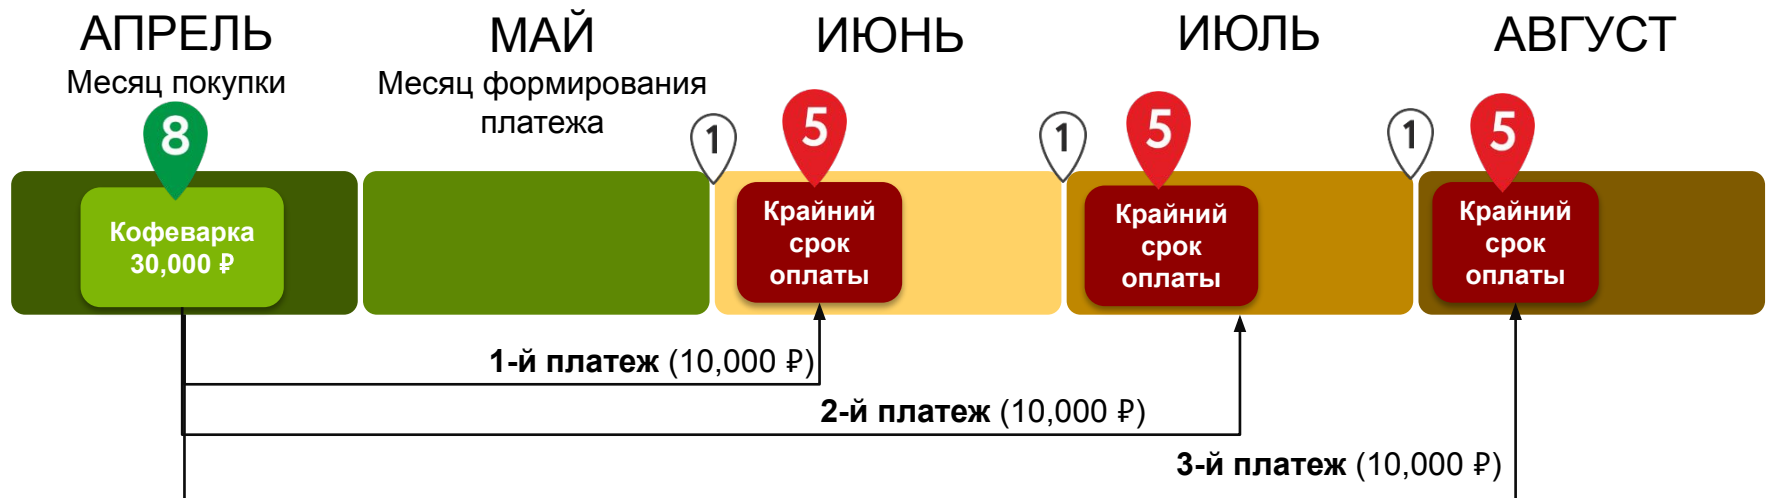 АПРЕЛЬ
Месяц покупки
МАЙ
Месяц формирования
платежа
ИЮНЬ
ИЮЛЬ
АВГУСТ
8
1
5
1
5
1
5
Кофеварка
30,000 ₽
Крайний
срок
оплаты
Крайний
срок
оплаты
Крайний
срок
оплаты
1-й платеж (10,000 ₽)
2-й платеж (10,000 ₽)
3-й платеж (10,000 ₽)